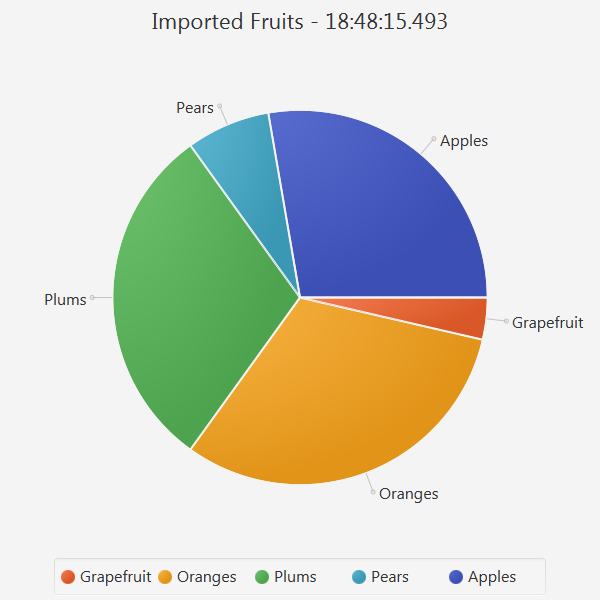 Imported Fruits - 18:48:15.493
Pears
Apples
Plums
Grapefruit
Oranges
Grapefruit Oranges Plums Pears Apples